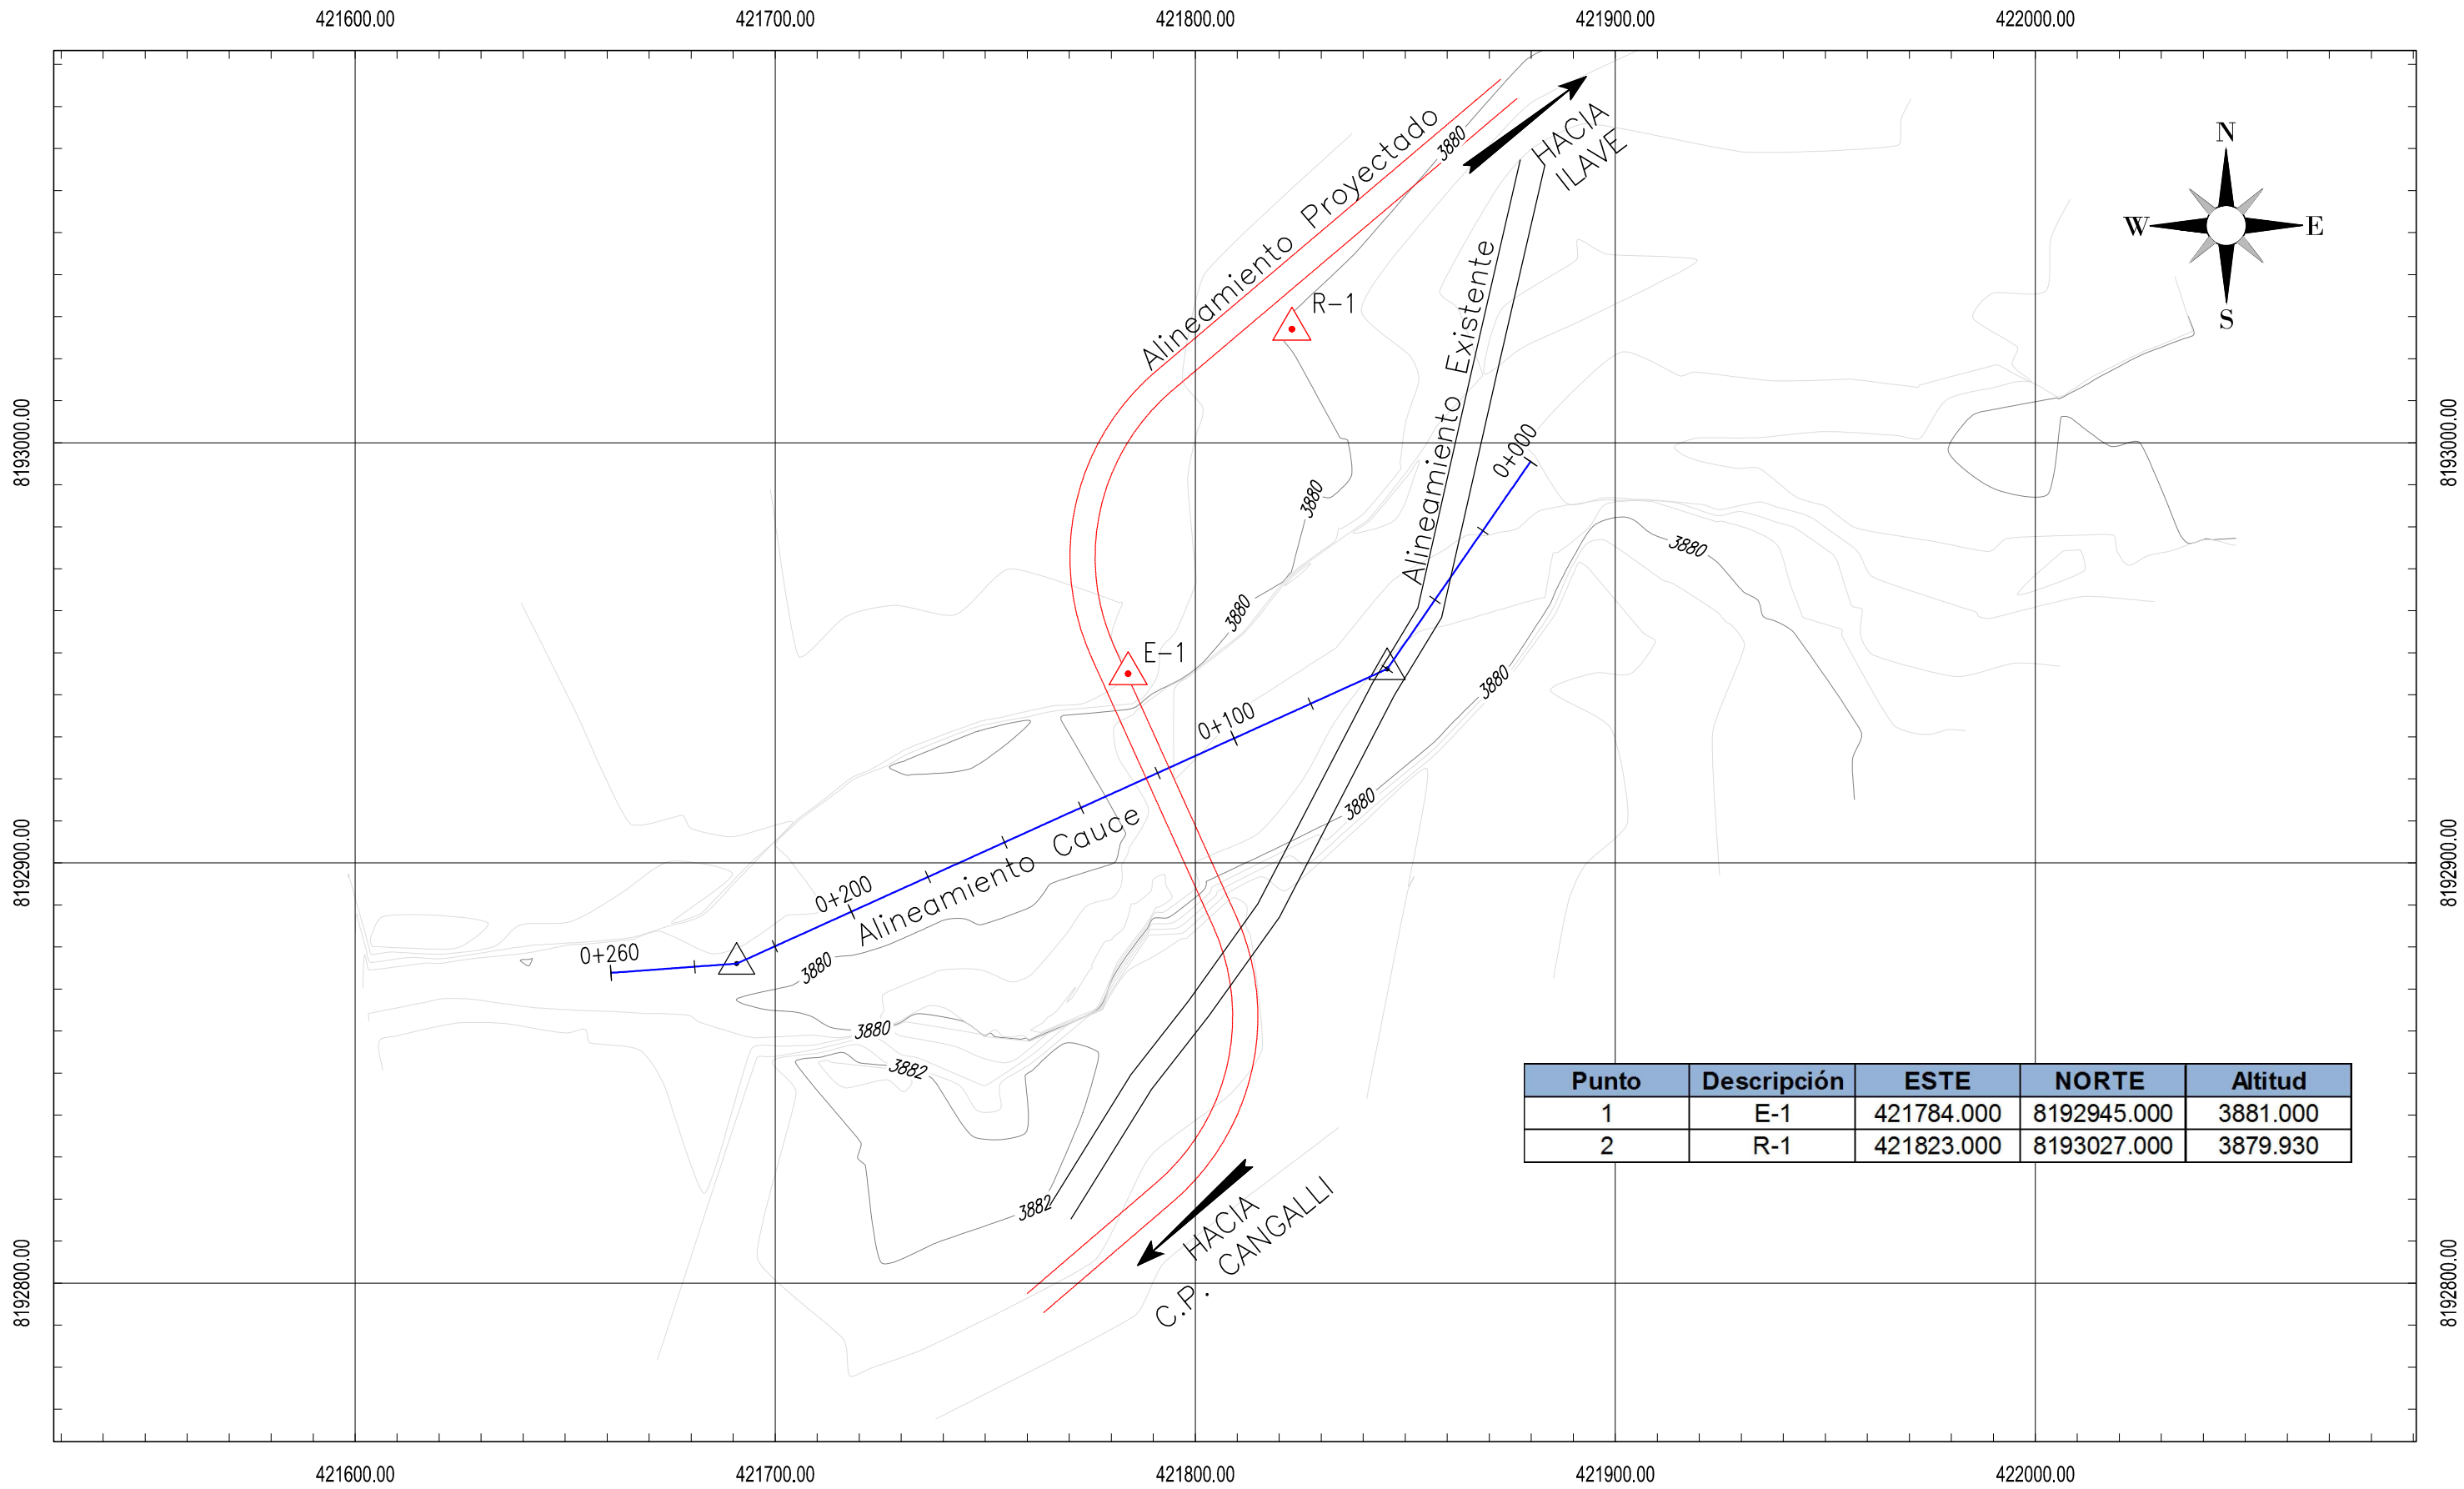 421600.00 421700.00 421800.00 421900.00 422000.00
HACIA
ILAVE
Alineamiento Proyectado
3880
N
W E
S
R-1
Alineamiento Existente
8193000.00 8193000.00
0+000
3880
3880
3880
E-1
3880
0+100
3880
Alineamiento Cauce
8192900.00 8192900.00
0+200
0+260
3880
3880
3882
Punto Descripción ESTE NORTE Altitud
1 E-1 421784.000 8192945.000 3881.000
2 R-1 421823.000 8193027.000 3879.930
3882
HACIA
C.P. CANGALLI
8192800.00 8192800.00
421600.00 421700.00 421800.00 421900.00 422000.00